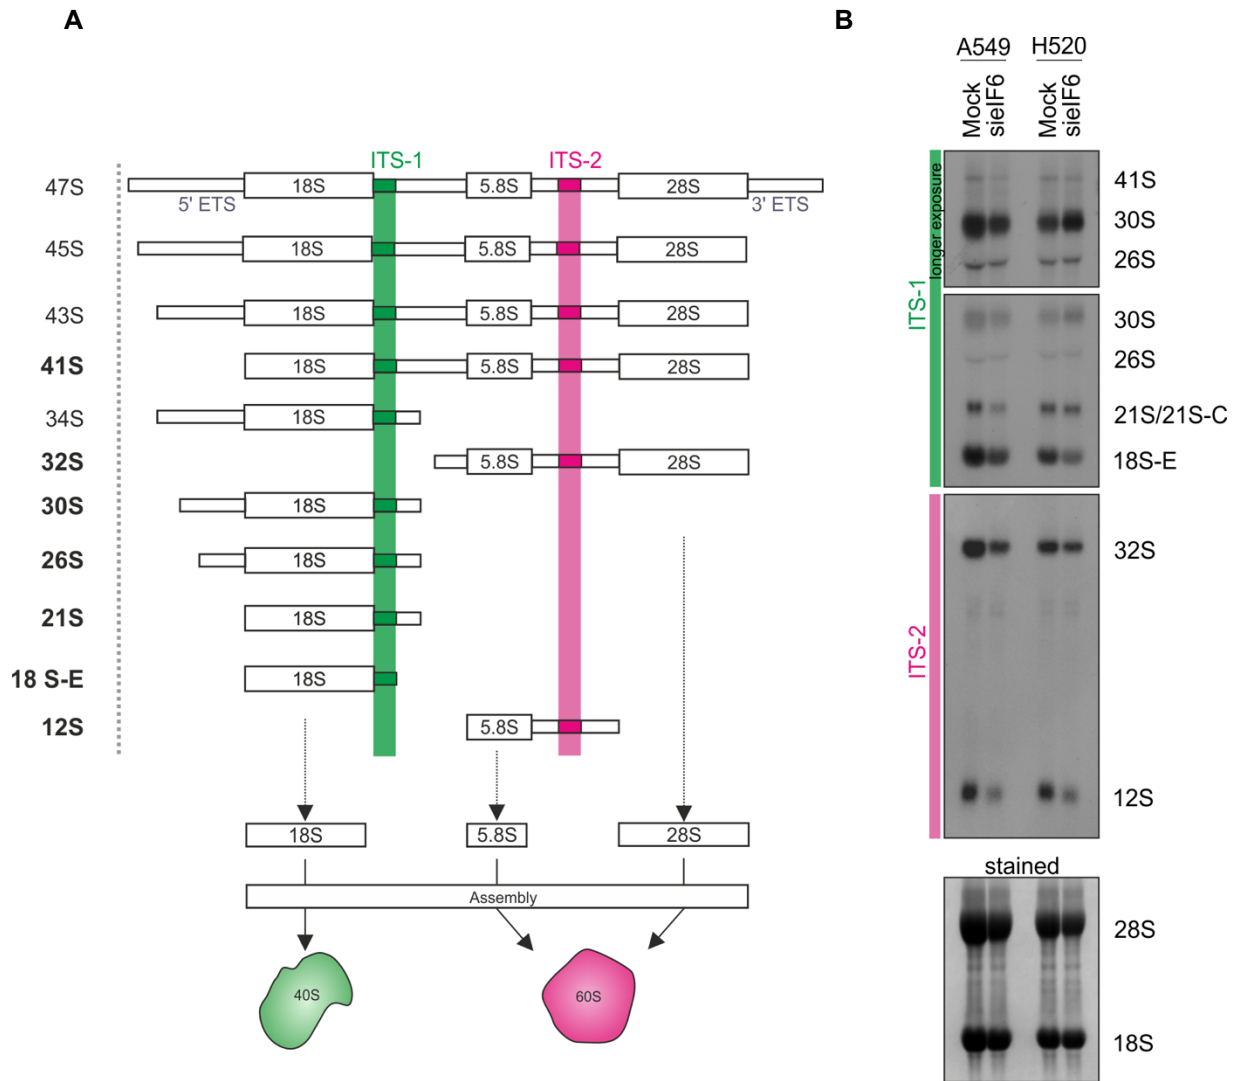 A
ITS-1
ITS-2
47S
18S
5.8S
28S
5' ETS
3' ETS
45S
18S
5.8S
28S
43S
18S
5.8S
28S
41S
18S
5.8S
28S
34S
18S
32S
5.8S
28S
30S
18S
26S
18S
21S
18S
18 S-E
18S
12S
5.8S
18S
5.8S
28S
Assembly
40S
60S
B
A549
H520
Mock
sieIF6
Mock
sieIF6
ITS-1
longer exposure
41S
30S
26S
30S
26S
21S/21S-C
18S-E
ITS-2
32S
12S
stained
28S
18S